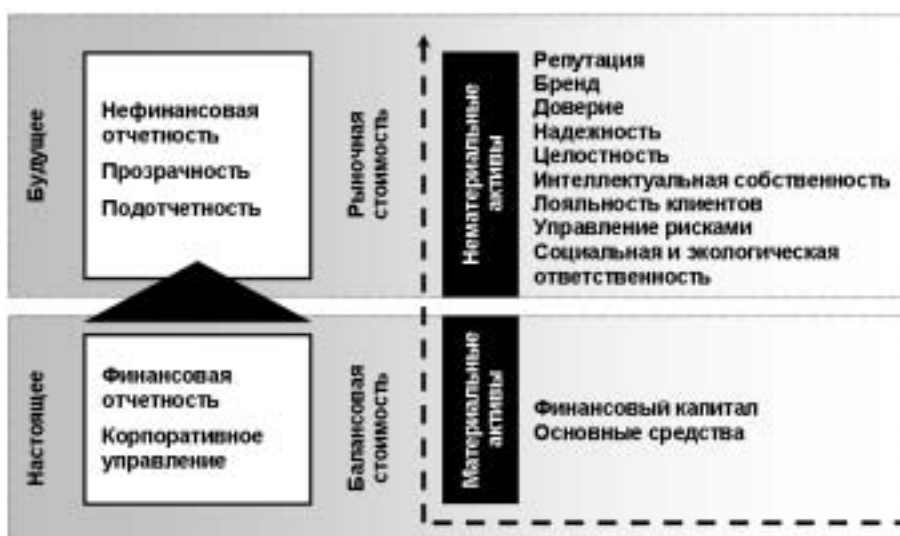 Будущее
Нефинансовая
отчетность
Прозрачность
Подотчетность
Рыночная
стоимость
Нематериальные
активы
Репутация
Бренд
Доверие
Надежность
Целостность
Интеллектуальная собственность
Лояльность клиентов
Управление рисками
Социальная и экологическая
ответственность
Настоящее
Финансовая
отчетность
Корпоративное
управление
Балансовая
стоимость
Материальные
активы
Финансовый капитал
Основные средства